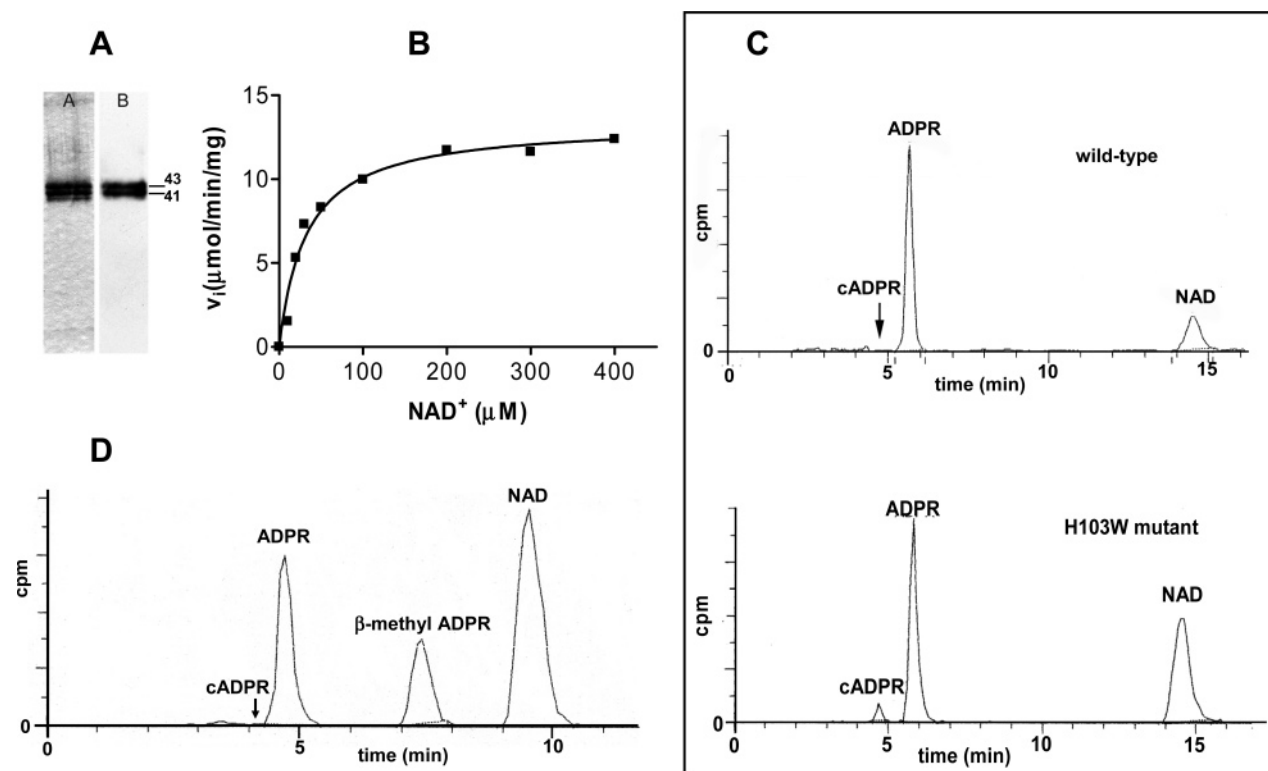 A
A B
43
41
B
15
10
5
0
vi(μmol/min/mg)
0 100 200 300 400
NAD+ (μM)
C
wild-type
ADPR
cADPR
NAD
cpm
0
0 5 10 15
time (min)
H103W mutant
ADPR
cADPR
NAD
cpm
0
0 5 10 15
time (min)
D
NAD
ADPR
β-methyl ADPR
cADPR
cpm
0
0 5 10
time (min)